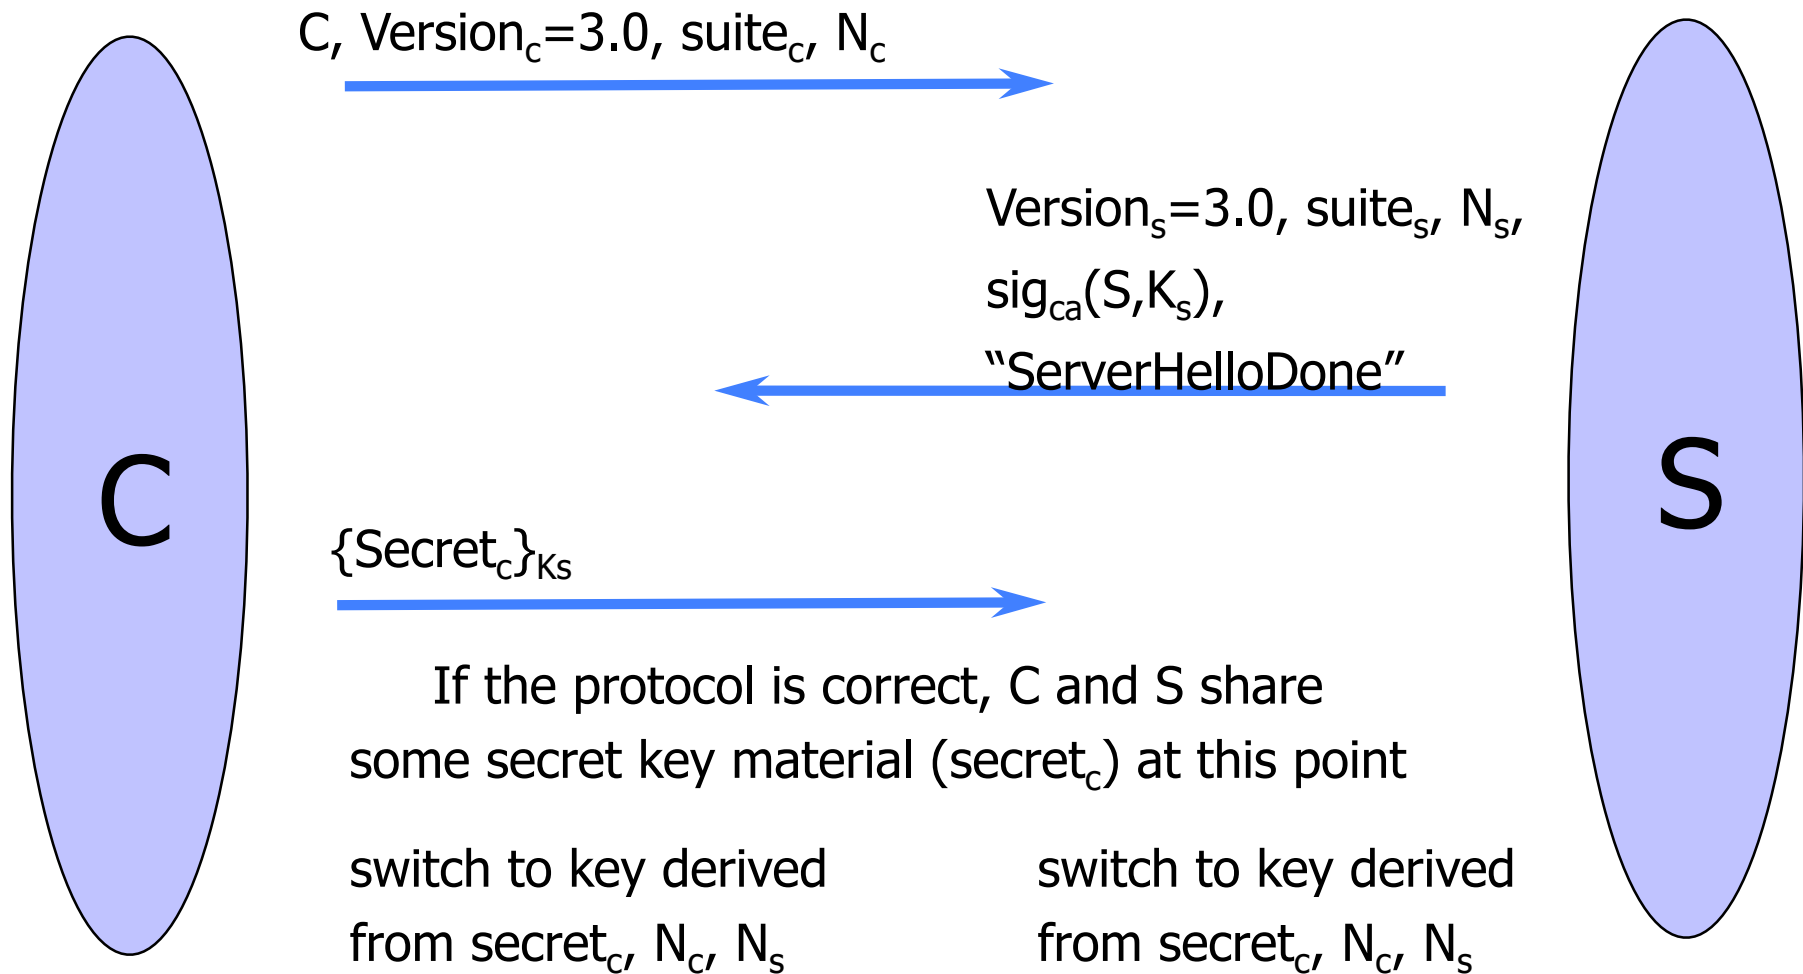 C, Version_c=3.0, suite_c, N_c
Version_s=3.0, suite_s, N_s,
sig_ca(S,K_s),
“ServerHelloDone”
C
S
{Secret_c}_Ks
If the protocol is correct, C and S share
some secret key material (secret_c) at this point
switch to key derived
from secret_c, N_c, N_s
switch to key derived
from secret_c, N_c, N_s